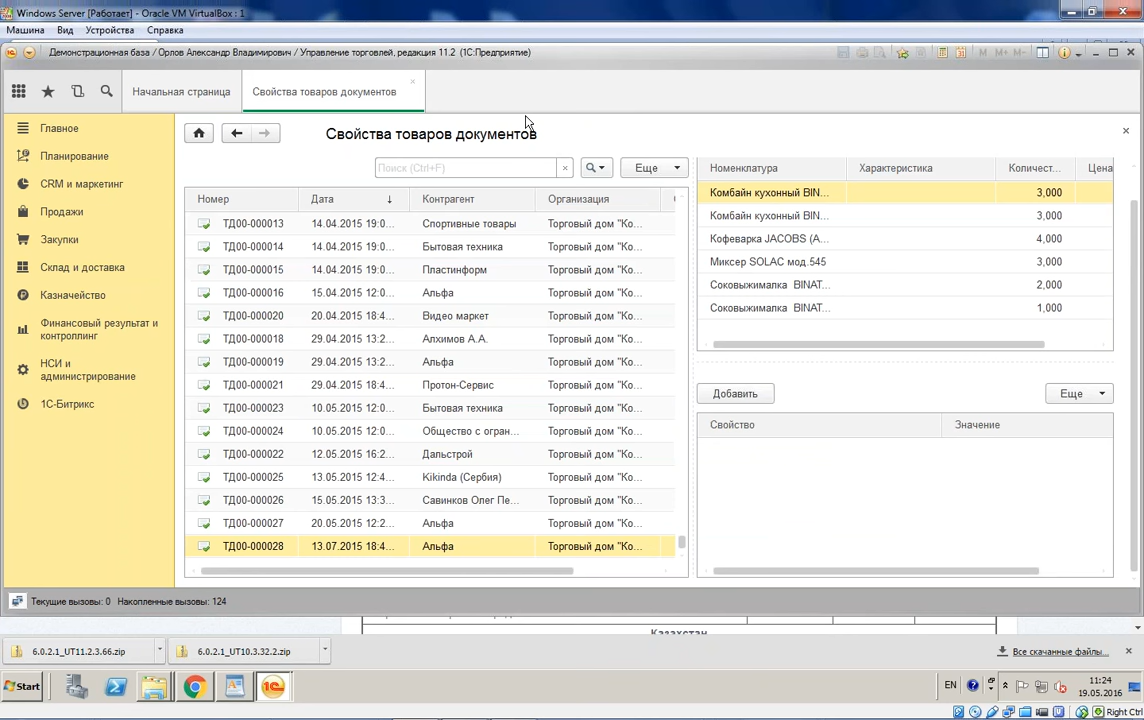 Windows Server [Работает] - Oracle VM VirtualBox : 1
Машина Вид Устройства Справка
Демонстрационная база / Орлов Александр Владимирович / Управление торговлей, редакция 11.2 (1С:Предприятие)
M M+ M-
Начальная страница
Свойства товаров документов
Главное
Планирование
CRM и маркетинг
Продажи
Закупки
Склад и доставка
Казначейство
Финансовый результат и
контроллинг
НСИ и
администрирование
1С-Битрикс
Свойства товаров документов
Поиск (Ctrl+F)
Еще
Номер Дата Контрагент Организация
ТД00-000013 14.04.2015 19:0... Спортивные товары Торговый дом "Ко...
ТД00-000014 14.04.2015 19:0... Бытовая техника Торговый дом "Ко...
ТД00-000015 14.04.2015 19:0... Пластинформ Торговый дом "Ко...
ТД00-000016 15.04.2015 12:0... Альфа Торговый дом "Ко...
ТД00-000020 20.04.2015 18:4... Видео маркет Торговый дом "Ко...
ТД00-000018 29.04.2015 13:2... Алхимов А.А. Торговый дом "Ко...
ТД00-000019 29.04.2015 13:2... Альфа Торговый дом "Ко...
ТД00-000021 29.04.2015 18:4... Протон-Сервис Торговый дом "Ко...
ТД00-000023 10.05.2015 12:0... Бытовая техника Торговый дом "Ко...
ТД00-000024 10.05.2015 12:0... Общество с огран... Торговый дом "Ко...
ТД00-000022 12.05.2015 16:2... Дальстрой Торговый дом "Ко...
ТД00-000025 13.05.2015 12:4... Kikinda (Сербия) Торговый дом "Ко...
ТД00-000026 15.05.2015 13:3... Савинков Олег Пе... Торговый дом "Ко...
ТД00-000027 20.05.2015 12:2... Альфа Торговый дом "Ко...
ТД00-000028 13.07.2015 18:4... Альфа Торговый дом "Ко...
Номенклатура Характеристика Количест... Цена
Комбайн кухонный BIN... 3,000
Комбайн кухонный BIN... 3,000
Кофеварка JACOBS (А... 4,000
Миксер SOLAC мод.545 3,000
Соковыжималка BINAT... 2,000
Соковыжималка BINAT... 1,000
Добавить Еще
Свойство Значение
Текущие вызовы: 0 Накопленные вызовы: 124
Казахстан
6.0.2.1_UT11.2.3.66.zip
6.0.2.1_UT10.3.32.2.zip
Все скачанные файлы...
Start
EN
11:24
19.05.2016
Right Ctrl